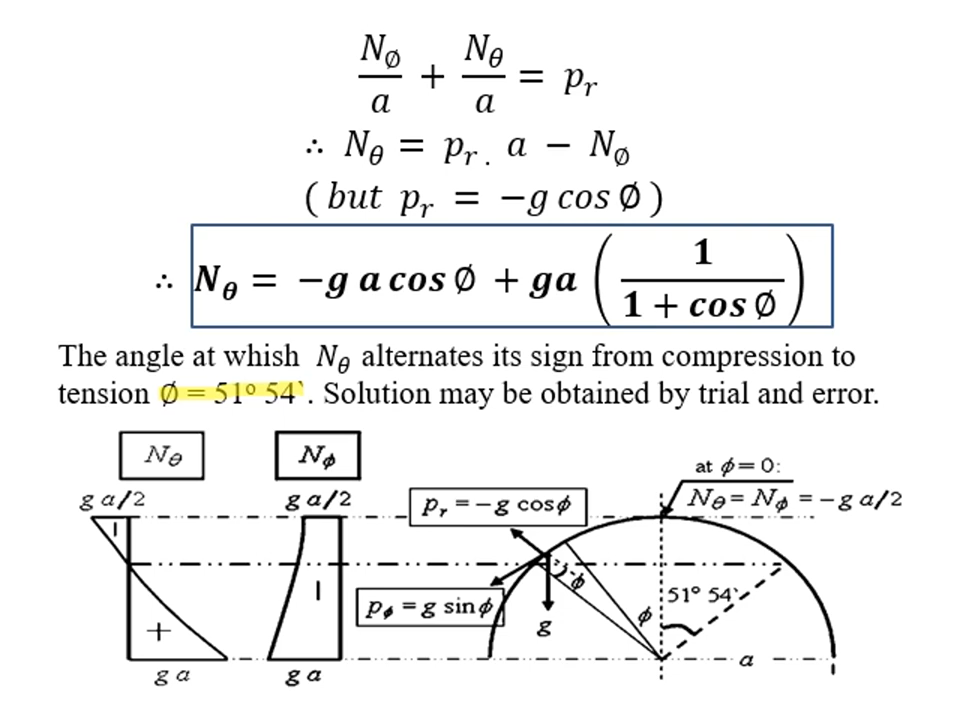 N∅/a + Nθ/a = pr
∴ Nθ = pr . a − N∅
( but pr = −g cos ∅ )
∴ Nθ = −g a cos ∅ + ga ( 1 / 1 + cos ∅ )
The angle at whish Nθ alternates its sign from compression to
tension ∅ = 51° 54` . Solution may be obtained by trial and error.
Nθ
Nϕ
at ϕ=0:
g a/2
g a/2
pr = −g cosϕ
Nθ = Nϕ = −g a/2
ϕ
51° 54`
pϕ = g sinϕ
g
ϕ
a
g a
g a